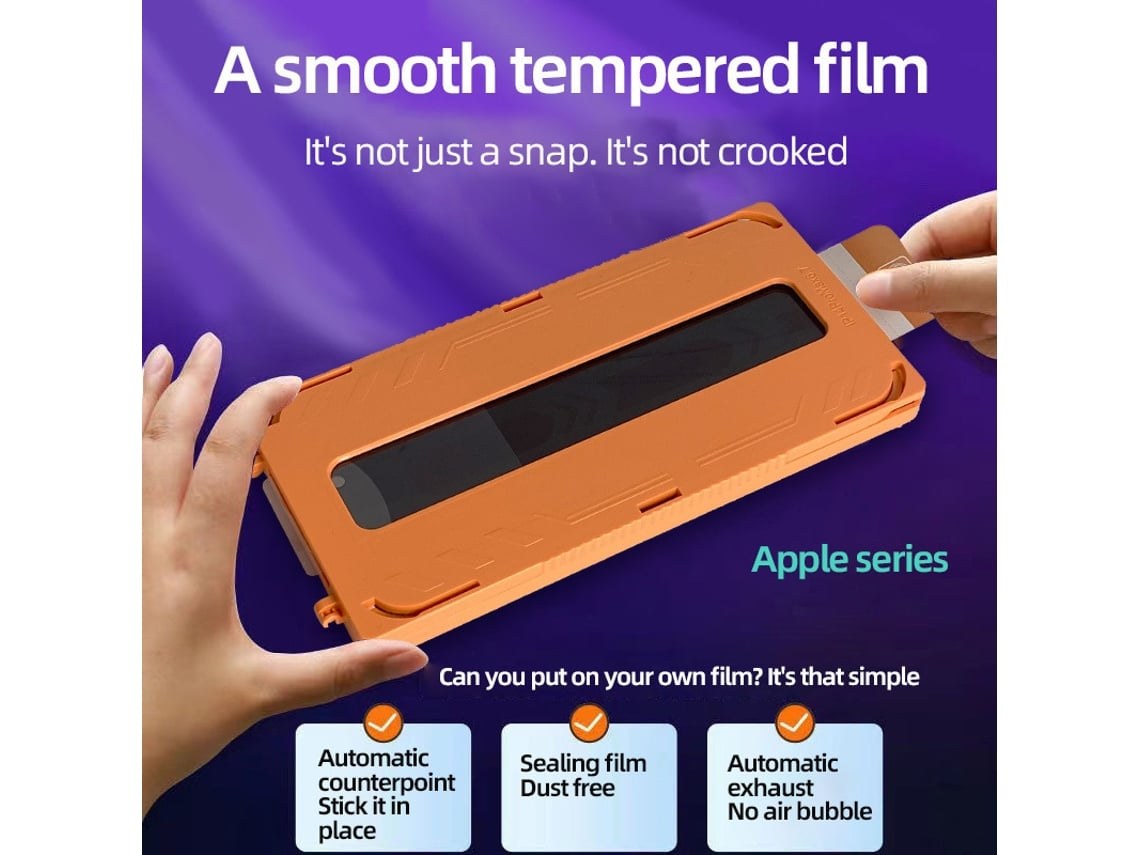 A smooth tempered film
It's not just a snap. It's not crooked
Apple series
Can you put on your own film? It's that simple
Automatic
counterpoint
Stick it in
place
Sealing film
Dust free
Automatic
exhaust
No air bubble